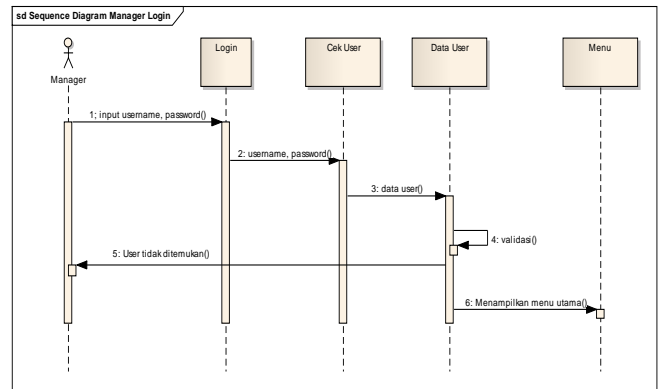 sd Sequence Diagram Manager Login
Manager
Login
Cek User
Data User
Menu
1; input username, password()
2: username, password()
3: data user()
4: validasi()
5: User tidak ditemukan()
6: Menampilkan menu utama()